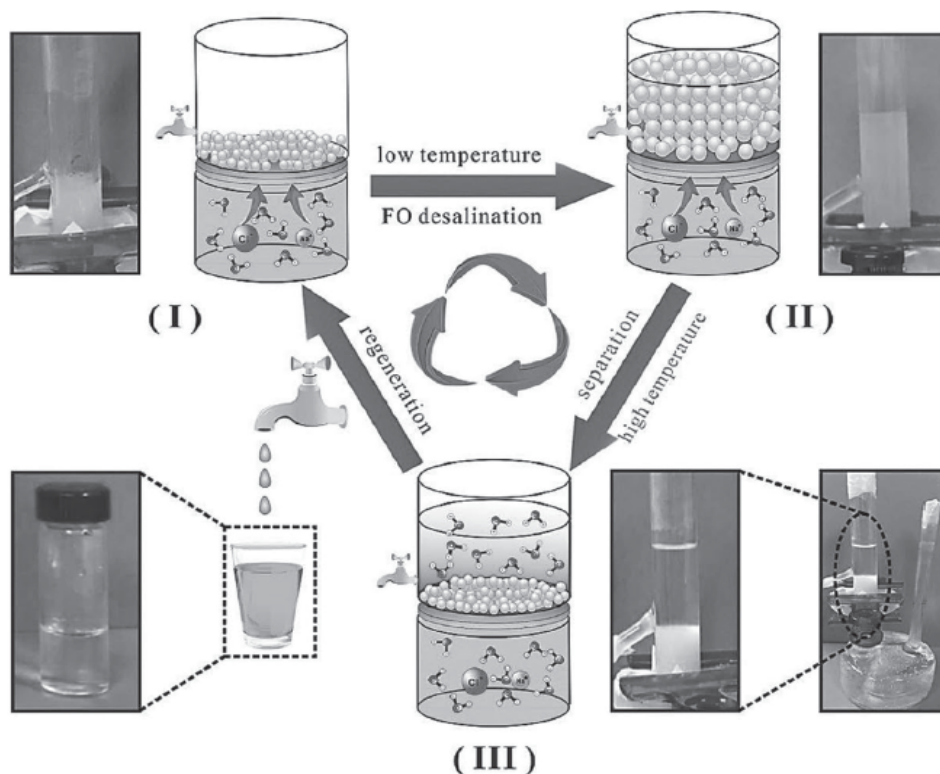 low temperature
FO desalination
( I )
( II )
regeneration
separation
high temperature
( III )